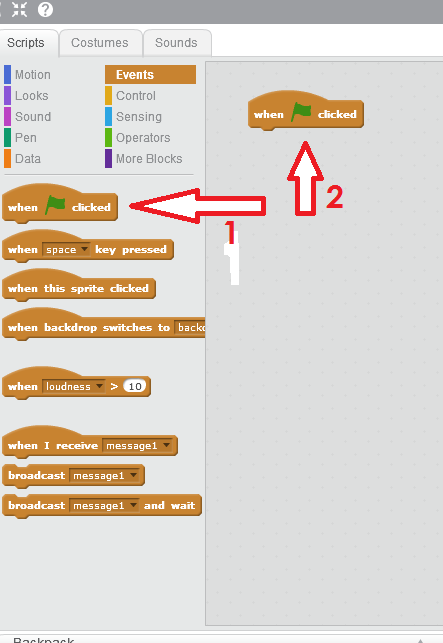 Scripts Costumes Sounds
Motion Events
Looks Control
Sound Sensing
Pen Operators
Data More Blocks
when clicked
when clicked
1 2
when space key pressed
when this sprite clicked
when backdrop switches to
when loudness > 10
when I receive message1
broadcast message1
broadcast message1 and wait